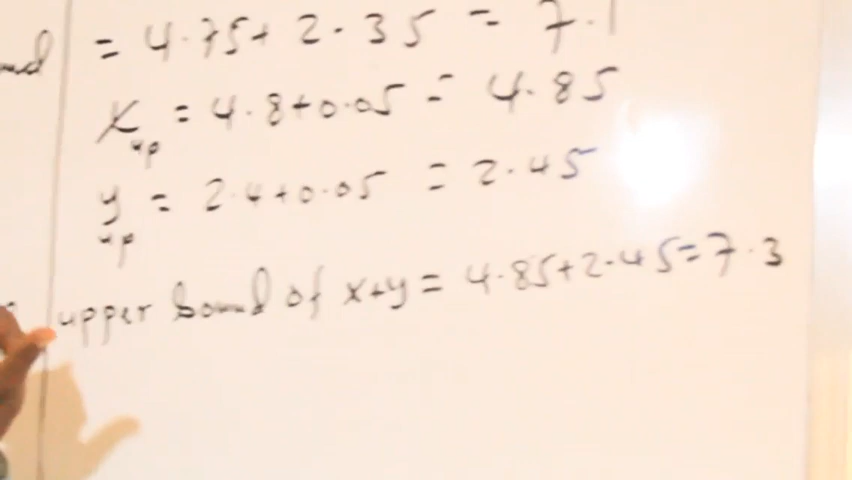 = 4.75+ 2.35 = 7.1
x up = 4.8+0.05 = 4.85
y up = 2.4+0.05 = 2.45
upper bound of x+y = 4.85+2.45=7.3